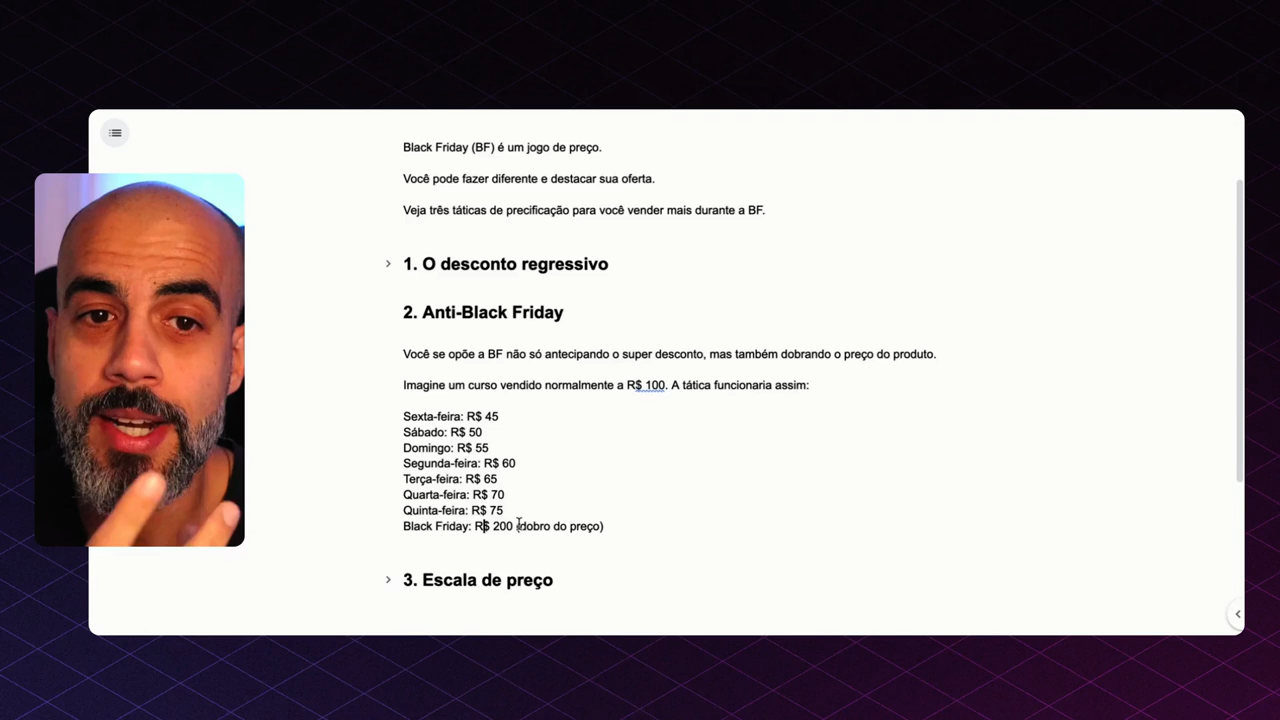 Black Friday (BF) é um jogo de preço.
Você pode fazer diferente e destacar sua oferta.
Veja três táticas de precificação para você vender mais durante a BF.
1. O desconto regressivo
2. Anti-Black Friday
Você se opõe a BF não só antecipando o super desconto, mas também dobrando o preço do produto.
Imagine um curso vendido normalmente a R$ 100. A tática funcionaria assim:
Sexta-feira: R$ 45
Sábado: R$ 50
Domingo: R$ 55
Segunda-feira: R$ 60
Terça-feira: R$ 65
Quarta-feira: R$ 70
Quinta-feira: R$ 75
Black Friday: R$ 200 (dobro do preço)
3. Escala de preço